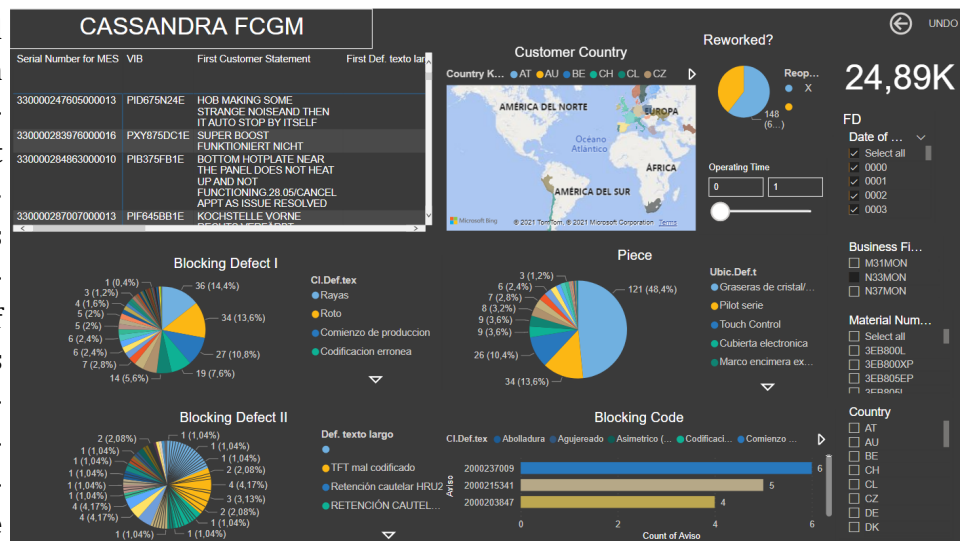 CASSANDRA FCGM
UNDO
Serial Number for MES VIB First Customer Statement First Def. texto lar
330000247605000013 PID675N24E HOB MAKING SOME
STRANGE NOISEAND THEN
IT AUTO STOP BY ITSELF
330000283976000016 PXY875DC1E SUPER BOOST
FUNKTIONIERT NICHT
330000284863000010 PIB375FB1E BOTTOM HOTPLATE NEAR
THE PANEL DOES NOT HEAT
UP AND NOT
FUNCTIONING.28.05/CANCEL
APPT AS ISSUE RESOLVED
330000287007000013 PIF645BB1E KOCHSTELLE VORNE
Customer Country
Country K... AT AU BE CH CL CZ
AMÉRICA DEL NORTE
EUROPA
Océano
Atlántico
ÁFRICA
AMÉRICA DEL SUR
Microsoft Bing
© 2021 TomTom, © 2021 Microsoft Corporation Terms
Reworked?
Reop...
X
148
(6...)
Operating Time
0 1
24,89K
FD
Date of ...
Select all
0000
0001
0002
0003
Business Fi...
M31MON
N33MON
N37MON
Material Num...
Select all
3EB800L
3EB800XP
3EB805EP
3EB805L
Country
AT
AU
BE
CH
CL
CZ
DE
DK
Blocking Defect I
1 (0,4%)
3 (1,2%)
4 (1,6%)
5 (2%)
5 (2%)
6 (2,4%)
6 (2,4%)
7 (2,8%)
14 (5,6%)
36 (14,4%)
34 (13,6%)
27 (10,8%)
19 (7,6%)
Cl.Def.tex
Rayas
Roto
Comienzo de produccion
Codificacion erronea
Piece
3 (1,2%)
6 (2,4%)
7 (2,8%)
8 (3,2%)
9 (3,6%)
9 (3,6%)
26 (10,4%)
34 (13,6%)
121 (48,4%)
Ubic.Def.t
Graseras de cristal/...
Pilot serie
Touch Control
Cubierta electronica
Marco encimera ex...
Blocking Defect II
2 (2,08%)
1 (1,04%)
1 (1,04%)
1 (1,04%)
1 (1,04%)
1 (1,04%)
1 (1,04%)
4 (4,17%)
4 (4,17%)
1 (1,04%)
1 (1,04%)
1 (1,04%)
1 (1,04%)
2 (2,08%)
4 (4,17%)
3 (3,13%)
2 (2,08%)
1 (1,04%)
1 (1,04%)
Def. texto largo
TFT mal codificado
Retención cautelar HRU2
RETENCIÓN CAUTEL...
Blocking Code
Cl.Def.tex Abolladura Agujereado Asimetrico (... Codificaci... Comienzo ...
Aviso
2000237009 6
2000215341 5
2000203847 4
0 2 4 6
Count of Aviso